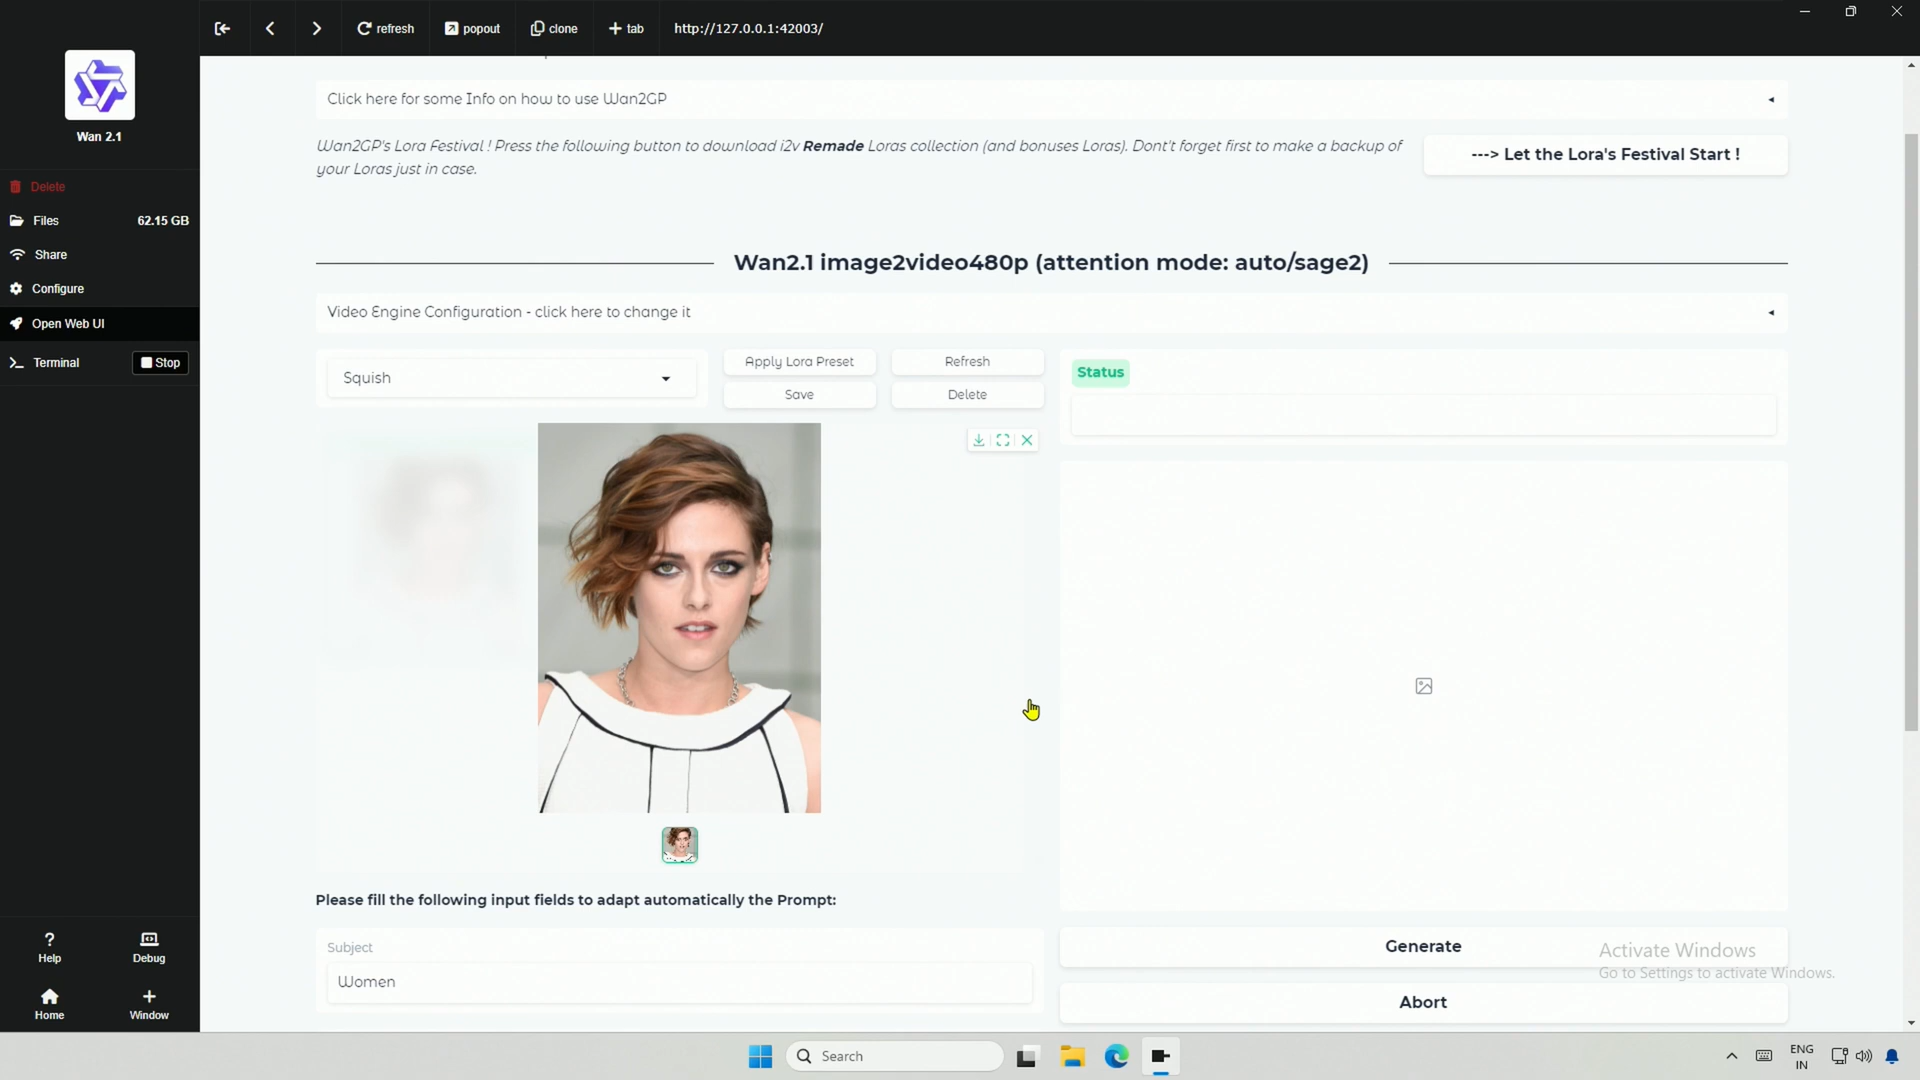 refresh
popout
clone
tab
http://127.0.0.1:42003/
Wan 2.1
Delete
Files
62.15 GB
Share
Configure
Open Web UI
Terminal
Stop
Help
Debug
Home
Window
Click here for some Info on how to use Wan2GP
Wan2GP's Lora Festival ! Press the following button to download i2v Remade Loras collection (and bonuses Loras). Dont't forget first to make a backup of
your Loras just in case.
---> Let the Lora's Festival Start !
Wan2.1 image2video480p (attention mode: auto/sage2)
Video Engine Configuration - click here to change it
Squish
Apply Lora Preset
Refresh
Save
Delete
Status
Please fill the following input fields to adapt automatically the Prompt:
Subject
Women
Generate
Abort
Activate Windows
Go to Settings to activate Windows.
Search
ENG
IN